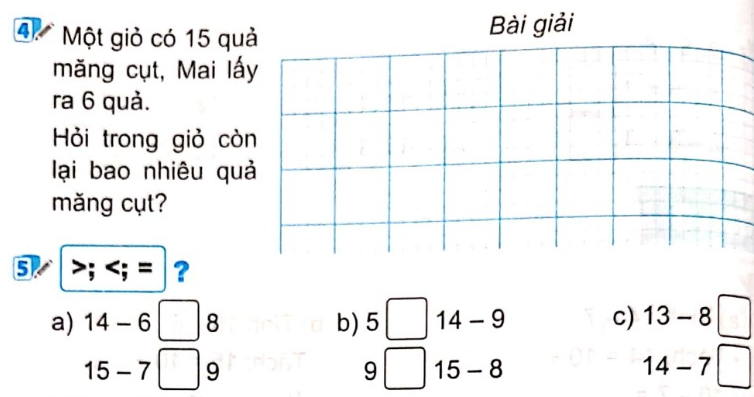 4 Một giỏ có 15 quả
măng cụt, Mai lấy
ra 6 quả.
Hỏi trong giỏ còn
lại bao nhiêu quả
măng cụt?
Bài giải
5 >; <; = ?
a) 14 – 6 8 b) 5 14 – 9 c) 13 – 8
15 – 7 9 9 15 – 8 14 – 7